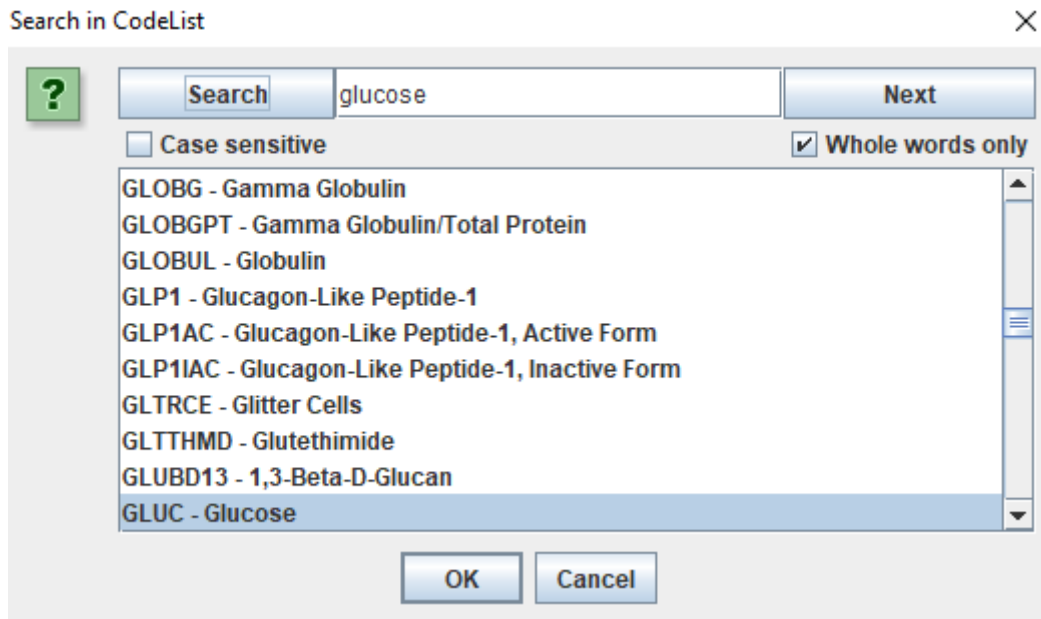 Search in CodeList
? Search glucose Next
Case sensitive Whole words only
GLOBG - Gamma Globulin
GLOBGPT - Gamma Globulin/Total Protein
GLOBUL - Globulin
GLP1 - Glucagon-Like Peptide-1
GLP1AC - Glucagon-Like Peptide-1, Active Form
GLP1IAC - Glucagon-Like Peptide-1, Inactive Form
GLTRCE - Glitter Cells
GLTTHMD - Glutethimide
GLUBD13 - 1,3-Beta-D-Glucan
GLUC - Glucose
OK Cancel